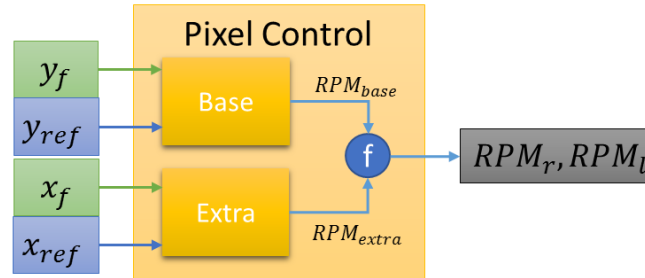 Pixel Control
y_f
y_ref
x_f
x_ref
Base
Extra
RPM_base
f
RPM_extra
RPM_r, RPM_l